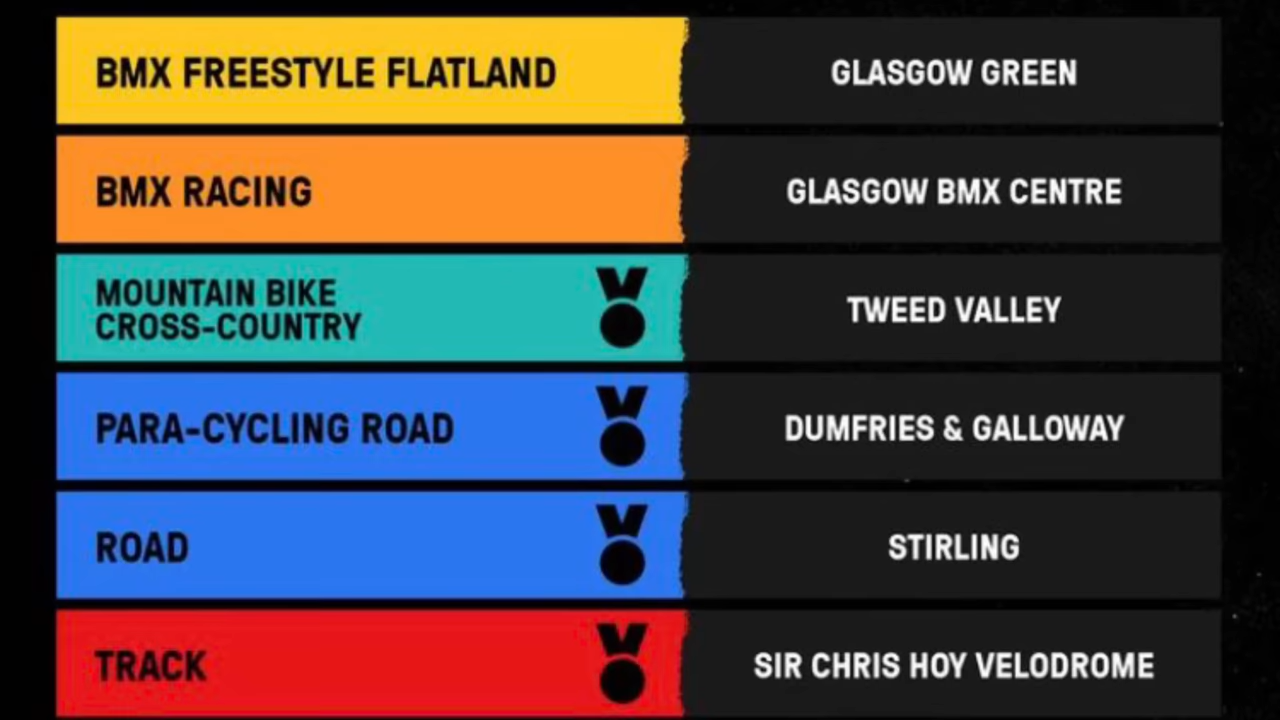 BMX FREESTYLE FLATLAND
GLASGOW GREEN
BMX RACING
GLASGOW BMX CENTRE
MOUNTAIN BIKE
CROSS-COUNTRY
TWEED VALLEY
PARA-CYCLING ROAD
DUMFRIES & GALLOWAY
ROAD
STIRLING
TRACK
SIR CHRIS HOY VELODROME